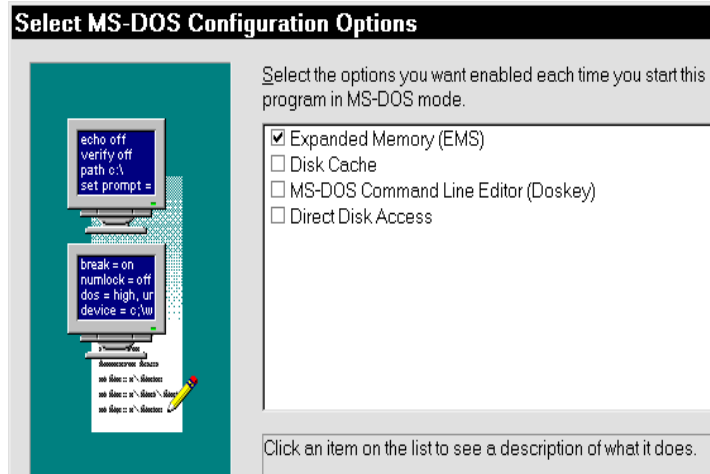 Select MS-DOS Configuration Options
Select the options you want enabled each time you start this
program in MS-DOS mode.
echo off
verify off
path c:\
set prompt =
break = on
numlock = off
dos = high, ur
device = c:\w
Expanded Memory (EMS)
Disk Cache
MS-DOS Command Line Editor (Doskey)
Direct Disk Access
Click an item on the list to see a description of what it does.